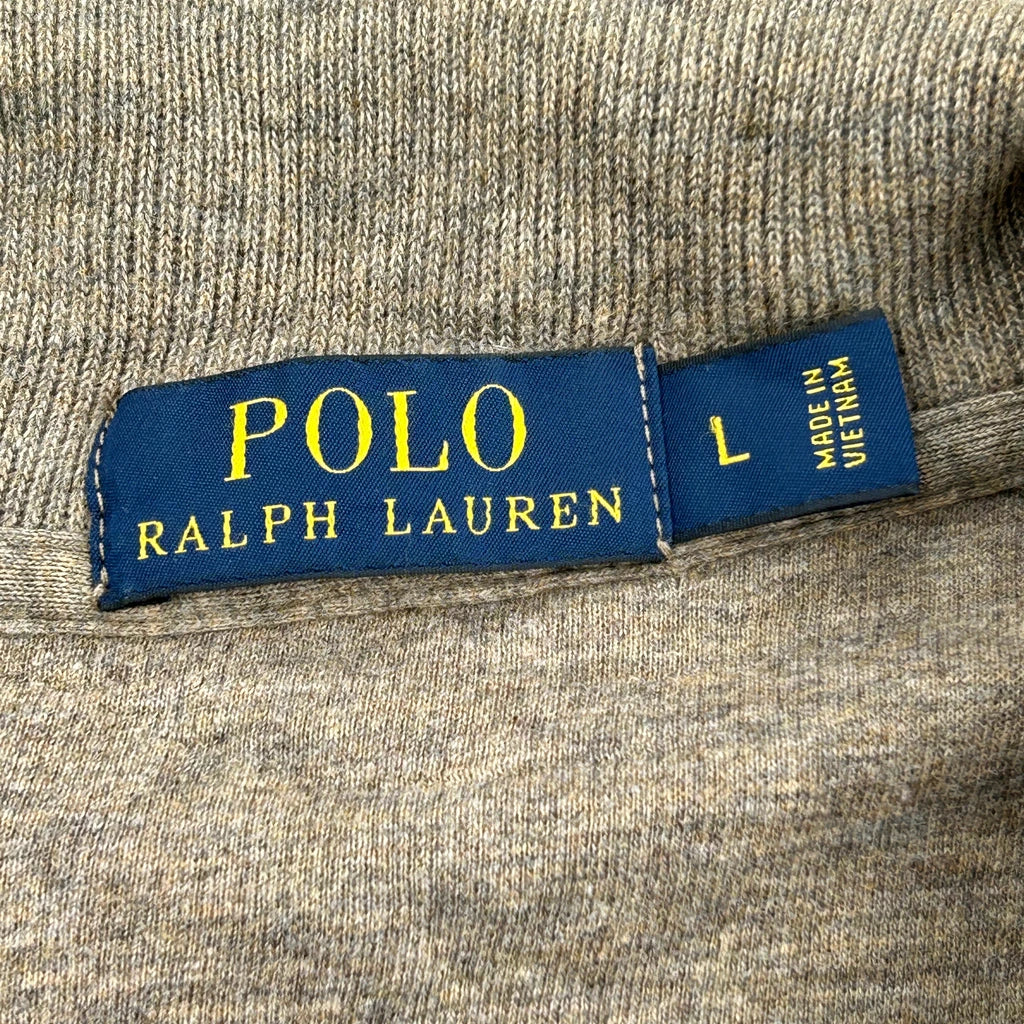 POLO
RALPH LAUREN
L
MADE IN
VIETNAM